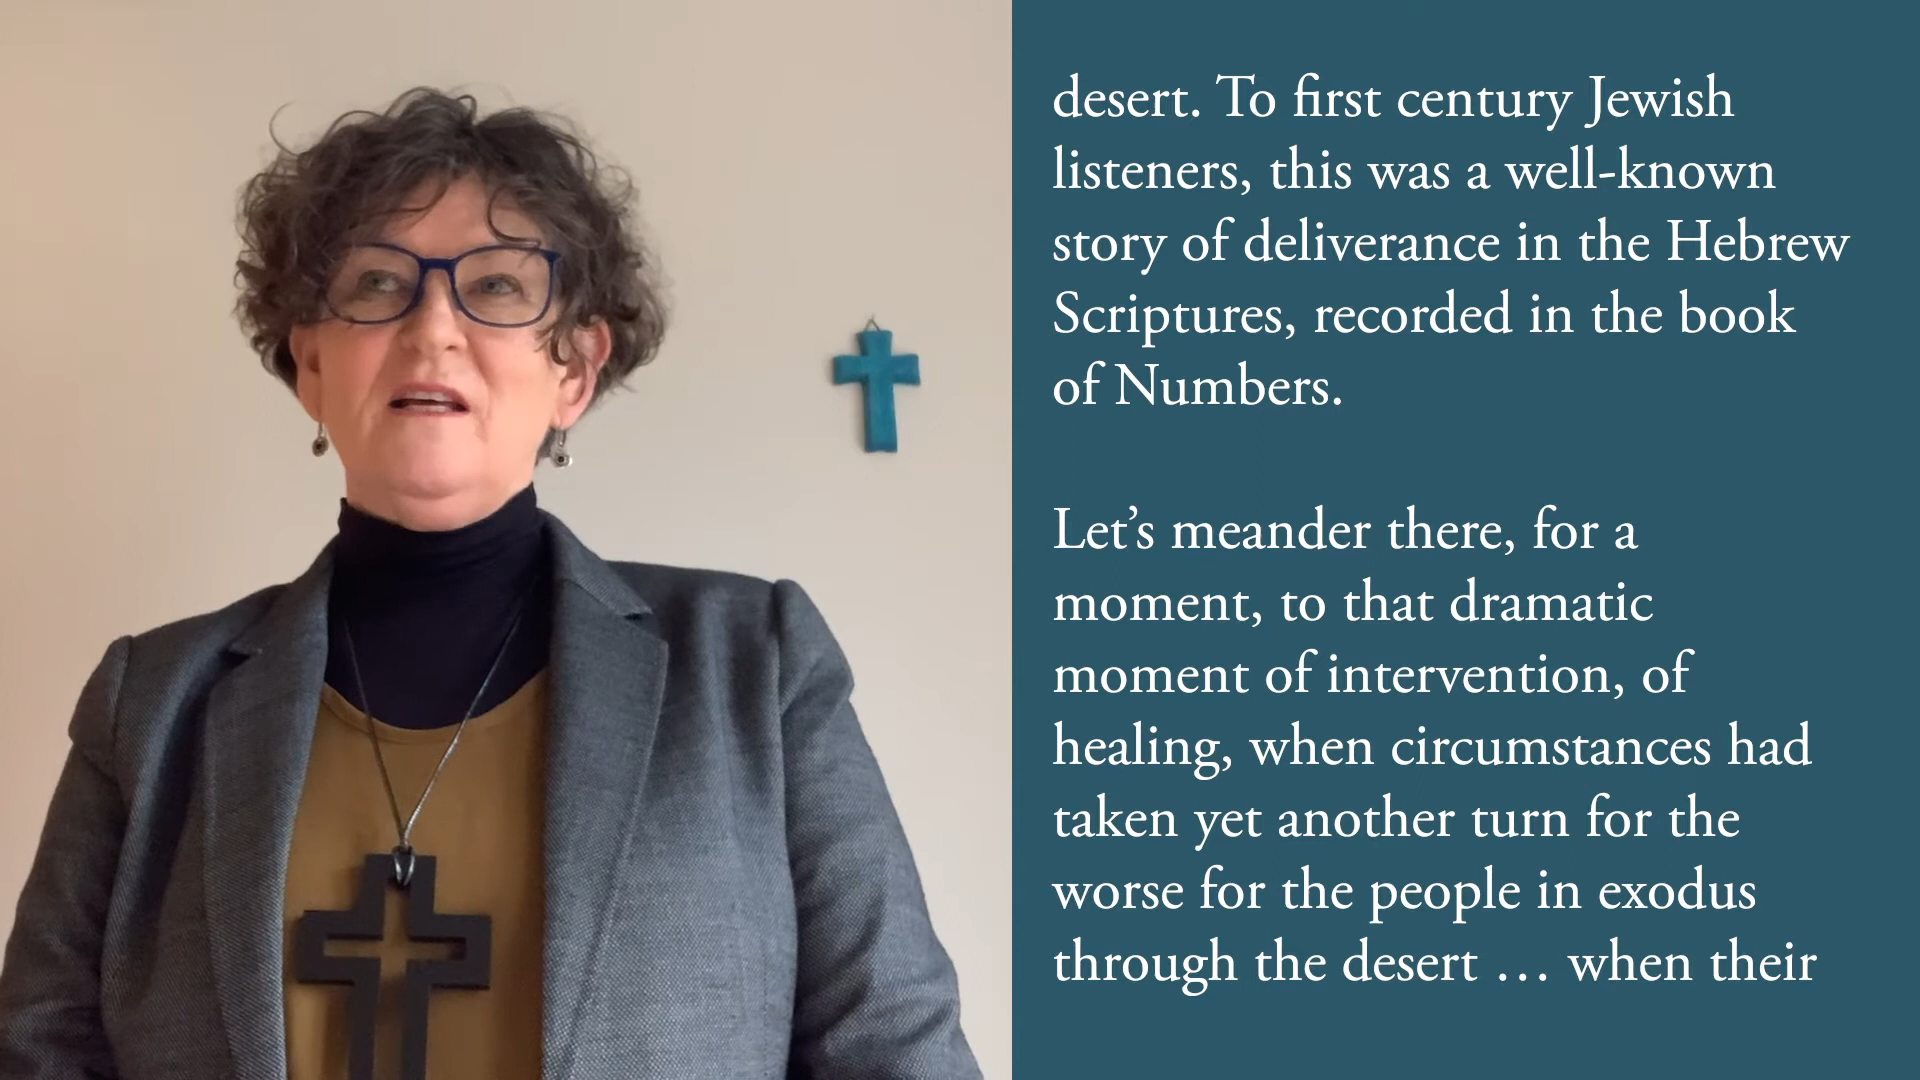 desert. To first century Jewish
listeners, this was a well-known
story of deliverance in the Hebrew
Scriptures, recorded in the book
of Numbers.
Let’s meander there, for a
moment, to that dramatic
moment of intervention, of
healing, when circumstances had
taken yet another turn for the
worse for the people in exodus
through the desert … when their